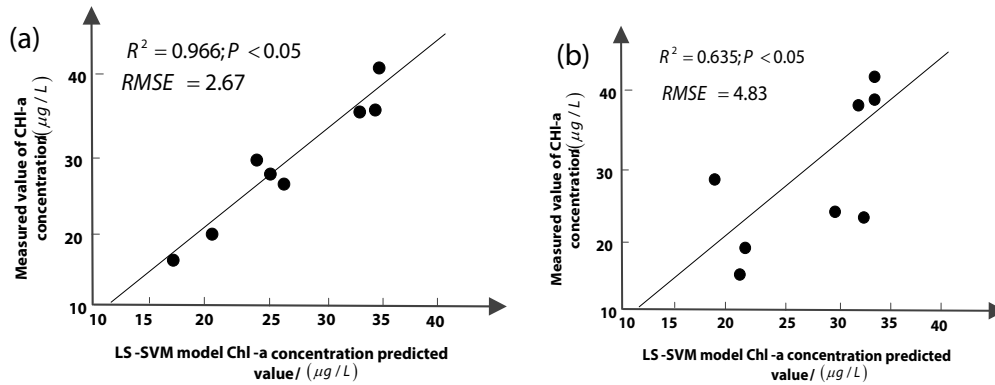 (a)
R² = 0.966; P < 0.05
RMSE = 2.67
Measured value of CHI-a
concentration/(μg / L)
40
30
20
10
10 15 20 25 30 35 40
LS -SVM model Chl -a concentration predicted
value/ (μg / L)
(b)
R² = 0.635; P < 0.05
RMSE = 4.83
Measured value of CHI-a
concentration/(μg / L)
40
30
20
10
10 15 20 25 30 35 40
LS -SVM model Chl -a concentration predicted
value/ (μg / L)